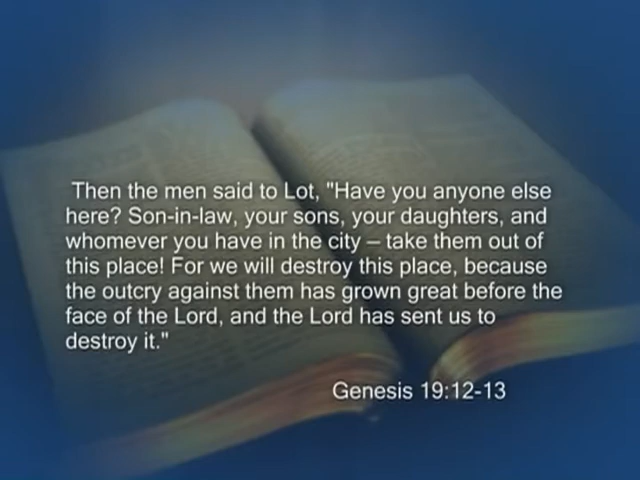 Then the men said to Lot, "Have you anyone else
here? Son-in-law, your sons, your daughters, and
whomever you have in the city – take them out of
this place! For we will destroy this place, because
the outcry against them has grown great before the
face of the Lord, and the Lord has sent us to
destroy it."
Genesis 19:12-13